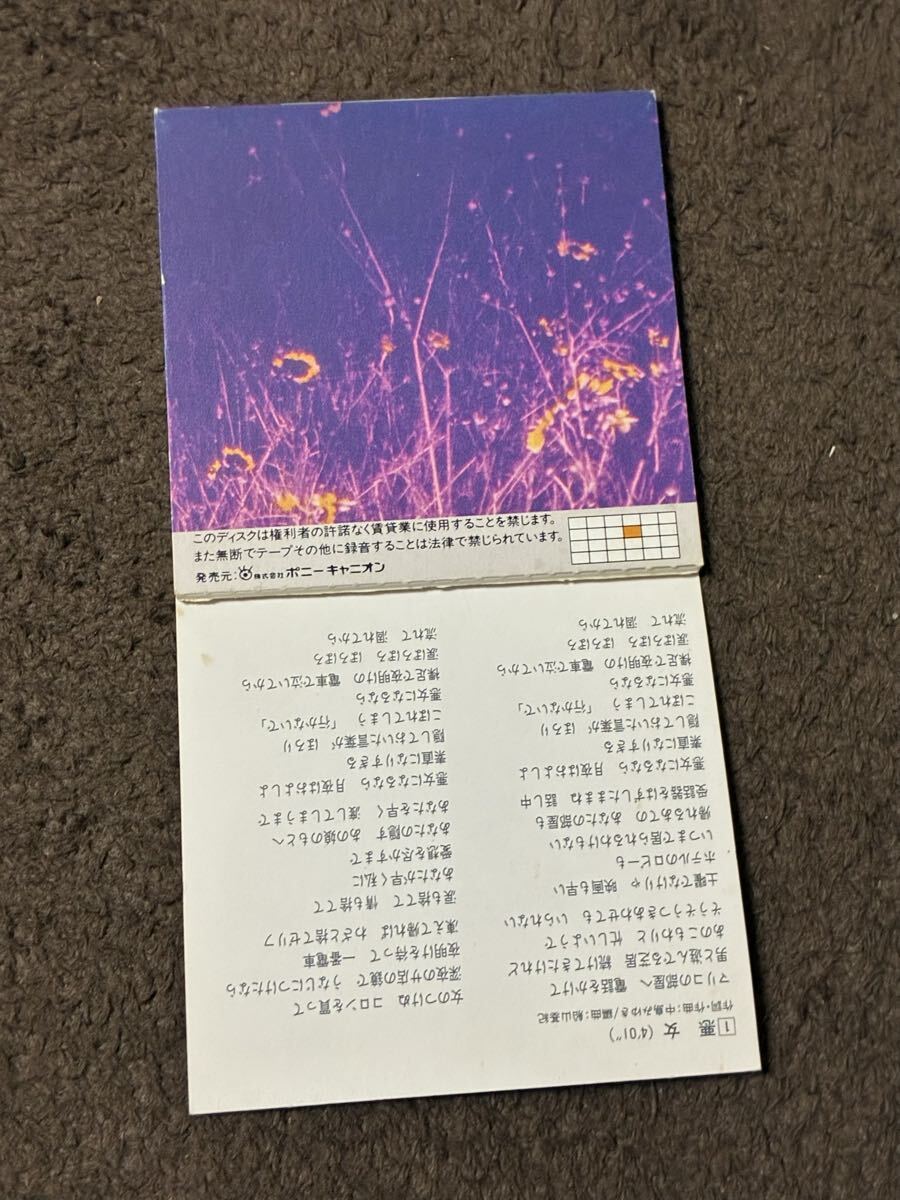 このディスクは権利者の許諾なく賃貸業に使用することを禁じます。
また無断でテープその他に録音することは法律で禁じられています。
発売元:株式会社 ポニーキャニオン
1 悪　女 (4'01")
作詞・作曲：中島みゆき／編曲：船山基紀
マリコの部屋へ　電話をかけて
男と遊んでる芝居　続けてきたけれど
あのこもわりと　忙しいようで
そうそうつきあわせても　いられない
土曜でなけりゃ　映画も早い
ホテルのロビーも
いつまで居られるわけもない
帰れるあての　あなたの部屋も
受話器をはずしたままね　話し中
悪女になるなら　月夜はおよしよ
素直になりすぎる
隠しておいた言葉が　ほろり
こぼれてしまう　「行かないで」
悪女になるなら
裸足で夜明けの　電車で泣いてから
涙ぽろぽろ　ぽろぽろ
流れて　涸れてから
女のつけぬ　コロンを買って
深夜のサ店の鏡で　うなじにつけたなら
夜明けを待って　一番電車
凍えて帰れば　わざと捨てゼリフ
涙も捨てて　情も捨てて
あなたが早く私に
愛想を尽かすまで
あなたの隠す　あの娘のもとへ
あなたを早く　渡してしまうまで
悪女になるなら　月夜はおよしよ
素直になりすぎる
隠しておいた言葉が　ほろり
こぼれてしまう　「行かないで」
悪女になるなら
裸足で夜明けの　電車で泣いてから
涙ぽろぽろ　ぽろぽろ
流れて　涸れてから